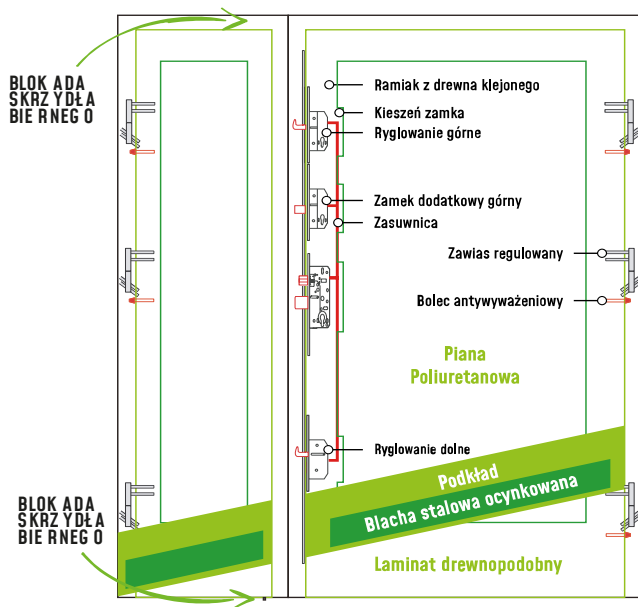 BLOKADA
SKRZYDŁA
BIERNEGO
Ramiak z drewna klejonego
Kieszeń zamka
Ryglowanie górne
Zamek dodatkowy górny
Zasuwnica
Zawias regulowany
Bolec antywyważeniowy
Piana
Poliuretanowa
Ryglowanie dolne
Podkład
Blacha stalowa ocynkowana
BLOKADA
SKRZYDŁA
BIERNEGO
Laminat drewnopodobny